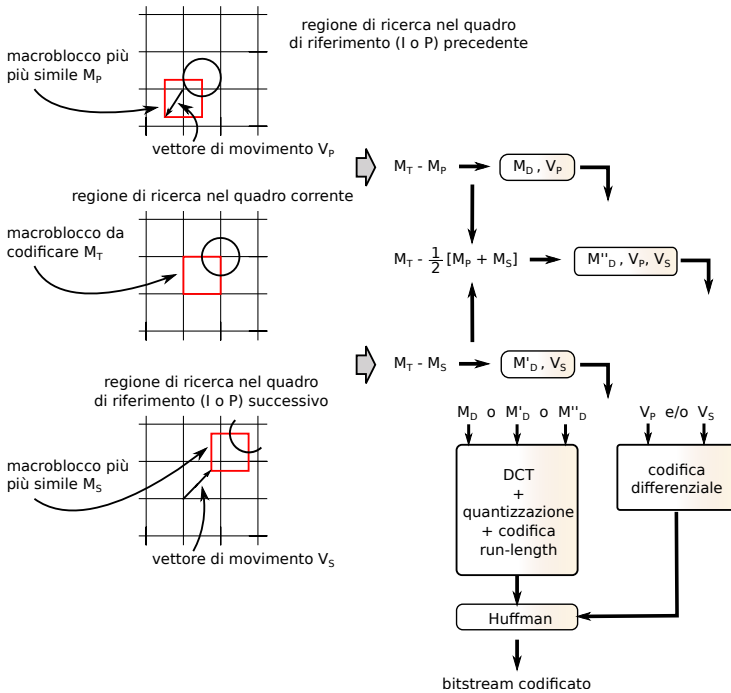 regione di ricerca nel quadro
di riferimento (I o P) precedente
macroblocco più
più simile M_P
vettore di movimento V_P
M_T - M_P
M_D , V_P
regione di ricerca nel quadro corrente
macroblocco da
codificare M_T
M_T - 1/2 [M_P + M_S]
M''_D , V_P, V_S
M_T - M_S
M'_D , V_S
regione di ricerca nel quadro
di riferimento (I o P) successivo
macroblocco più
più simile M_S
vettore di movimento V_S
M_D o M'_D o M''_D
V_P e/o V_S
DCT
+
quantizzazione
+ codifica
run-length
codifica
differenziale
Huffman
bitstream codificato